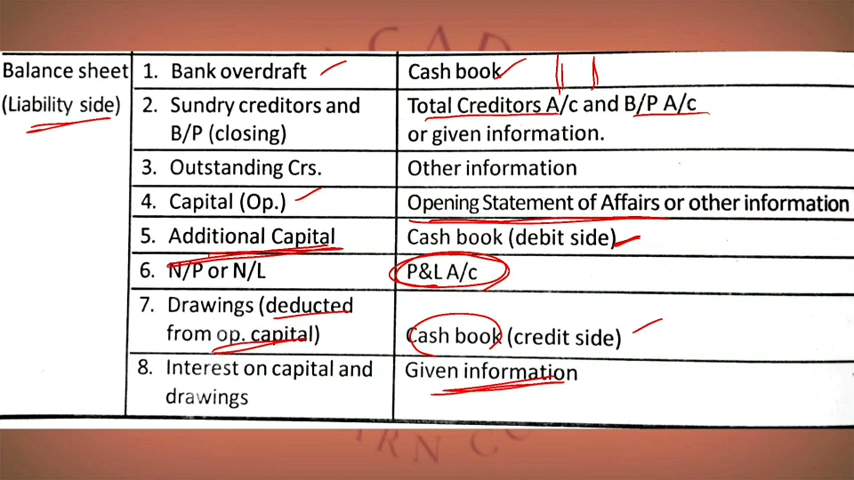 CAD
Balance sheet
(Liability side)
1. Bank overdraft
Cash book
2. Sundry creditors and
B/P (closing)
Total Creditors A/c and B/P A/c
or given information.
3. Outstanding Crs.
Other information
4. Capital (Op.)
Opening Statement of Affairs or other information
5. Additional Capital
Cash book (debit side)
6. N/P or N/L
P&L A/c
7. Drawings (deducted
from op. capital)
Cash book (credit side)
8. Interest on capital and
drawings
Given information